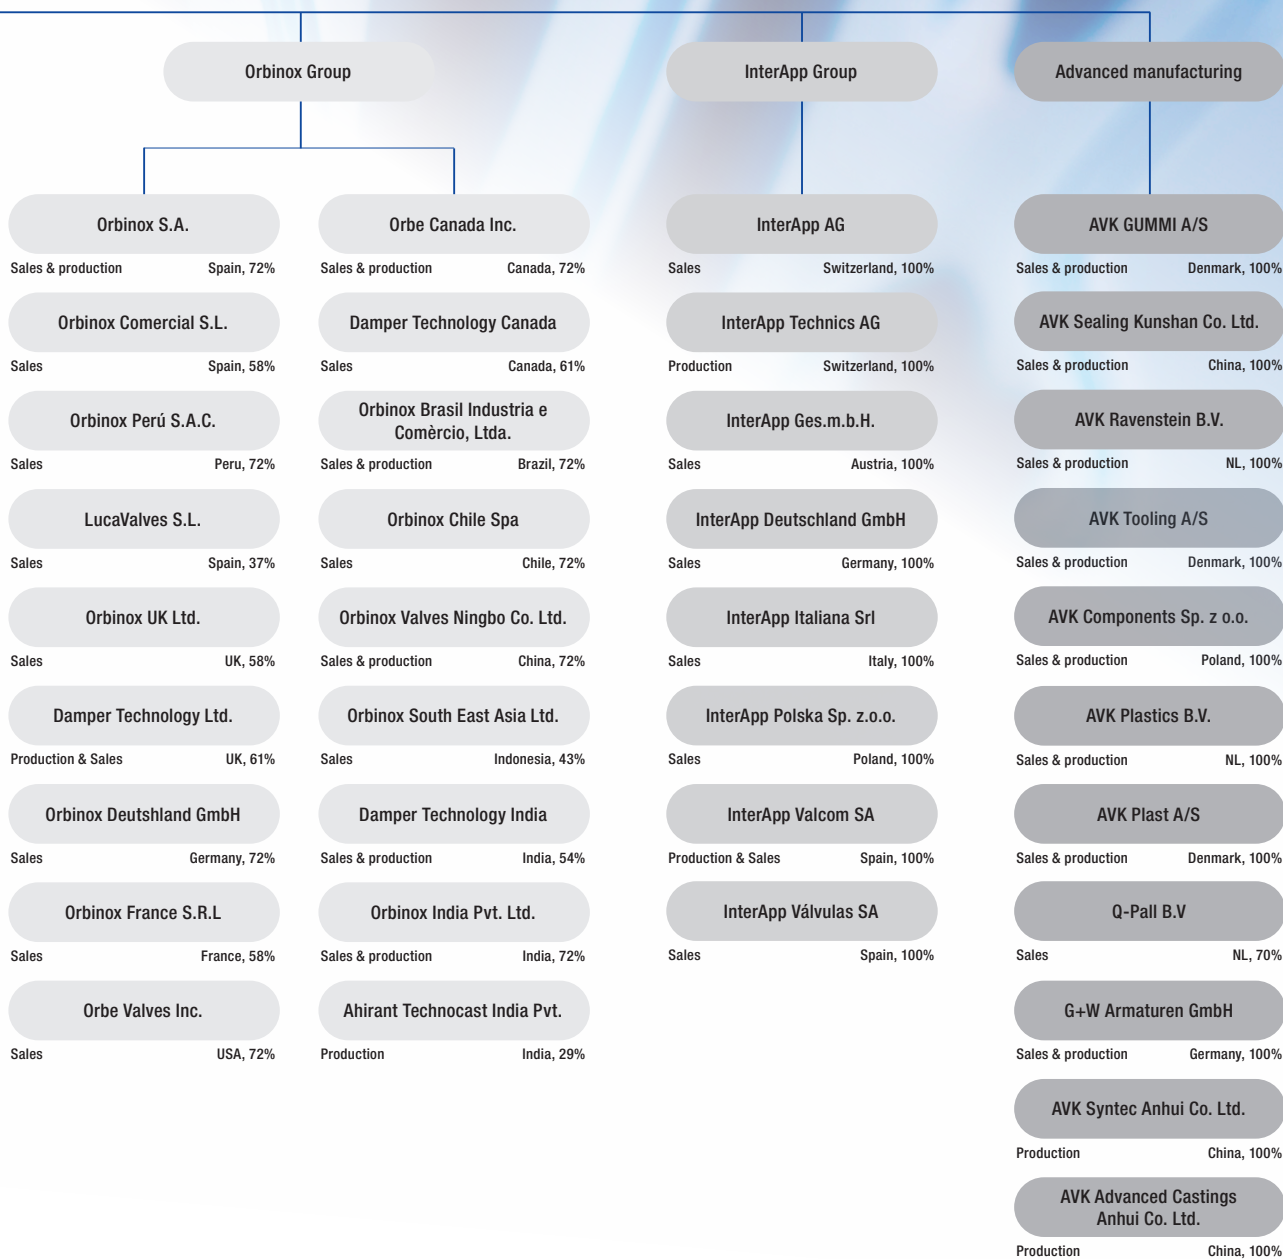 Orbinox Group
InterApp Group
Advanced manufacturing
Orbinox S.A.
Sales & production Spain, 72%
Orbinox Comercial S.L.
Sales Spain, 58%
Orbinox Perú S.A.C.
Sales Peru, 72%
LucaValves S.L.
Sales Spain, 37%
Orbinox UK Ltd.
Sales UK, 58%
Damper Technology Ltd.
Production & Sales UK, 61%
Orbinox Deutshland GmbH
Sales Germany, 72%
Orbinox France S.R.L
Sales France, 58%
Orbe Valves Inc.
Sales USA, 72%
Orbe Canada Inc.
Sales & production Canada, 72%
Damper Technology Canada
Sales Canada, 61%
Orbinox Brasil Industria e
Comèrcio, Ltda.
Sales & production Brazil, 72%
Orbinox Chile Spa
Sales Chile, 72%
Orbinox Valves Ningbo Co. Ltd.
Sales & production China, 72%
Orbinox South East Asia Ltd.
Sales Indonesia, 43%
Damper Technology India
Sales & production India, 54%
Orbinox India Pvt. Ltd.
Sales & production India, 72%
Ahirant Technocast India Pvt.
Production India, 29%
InterApp AG
Sales Switzerland, 100%
InterApp Technics AG
Production Switzerland, 100%
InterApp Ges.m.b.H.
Sales Austria, 100%
InterApp Deutschland GmbH
Sales Germany, 100%
InterApp Italiana Srl
Sales Italy, 100%
InterApp Polska Sp. z.o.o.
Sales Poland, 100%
InterApp Valcom SA
Production & Sales Spain, 100%
InterApp Válvulas SA
Sales Spain, 100%
AVK GUMMI A/S
Sales & production Denmark, 100%
AVK Sealing Kunshan Co. Ltd.
Sales & production China, 100%
AVK Ravenstein B.V.
Sales & production NL, 100%
AVK Tooling A/S
Sales & production Denmark, 100%
AVK Components Sp. z o.o.
Sales & production Poland, 100%
AVK Plastics B.V.
Sales & production NL, 100%
AVK Plast A/S
Sales & production Denmark, 100%
Q-Pall B.V
Sales NL, 70%
G+W Armaturen GmbH
Sales & production Germany, 100%
AVK Syntec Anhui Co. Ltd.
Production China, 100%
AVK Advanced Castings
Anhui Co. Ltd.
Production China, 100%